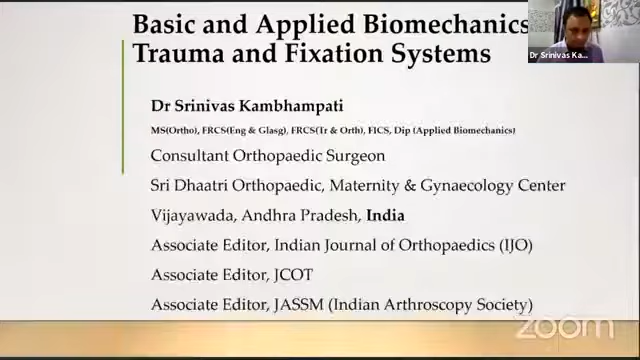 Basic and Applied Biomechanics
Trauma and Fixation Systems
Dr Srinivas Ka...
Dr Srinivas Kambhampati
MS(Ortho), FRCS(Eng & Glasg), FRCS(Tr & Orth), FICS, Dip (Applied Biomechanics)
Consultant Orthopaedic Surgeon
Sri Dhaatri Orthopaedic, Maternity & Gynaecology Center
Vijayawada, Andhra Pradesh, India
Associate Editor, Indian Journal of Orthopaedics (IJO)
Associate Editor, JCOT
Associate Editor, JASSM (Indian Arthroscopy Society)
zoom